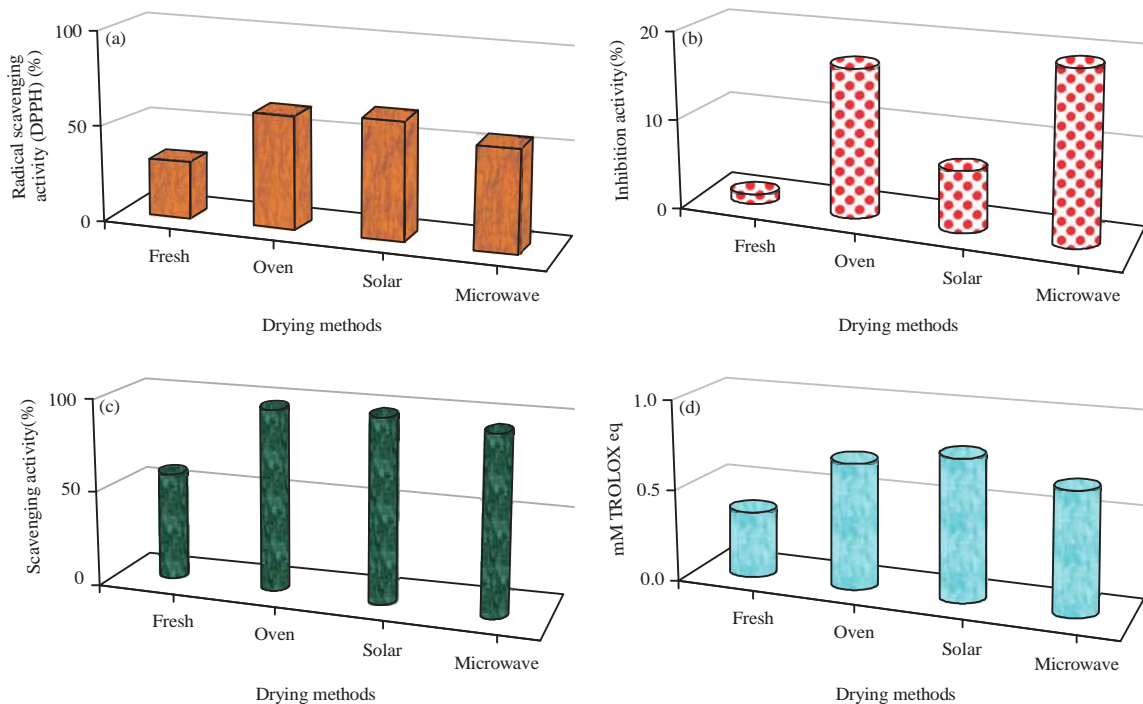 (a)
Radical scavenging
activity (DPPH) (%)
100
50
0
Fresh
Oven
Solar
Microwave
Drying methods
(b)
Inhibition activity(%)
20
10
0
Fresh
Oven
Solar
Microwave
Drying methods
(c)
Scavenging activity(%)
100
50
0
Fresh
Oven
Solar
Microwave
Drying methods
(d)
mM TROLOX eq
1.0
0.5
0.0
Fresh
Oven
Solar
Microwave
Drying methods